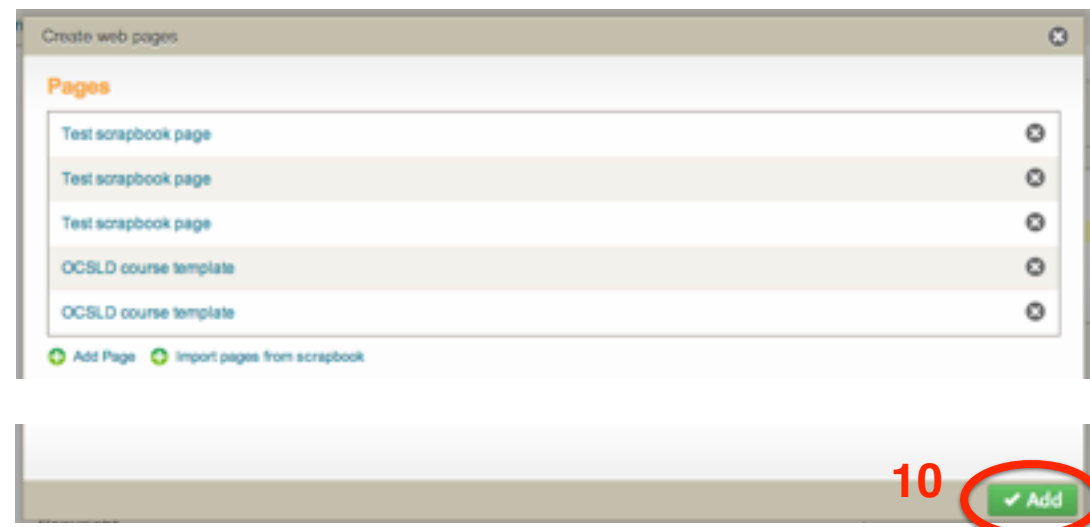 Create web pages
Pages
Test scrapbook page
Test scrapbook page
Test scrapbook page
OCSLD course template
OCSLD course template
Add Page Import pages from scrapbook
10
Add